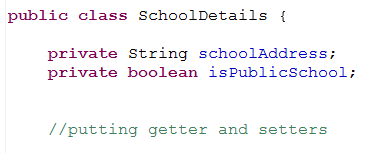 public class SchoolDetails {
private String schoolAddress;
private boolean isPublicSchool;
//putting getter and setters